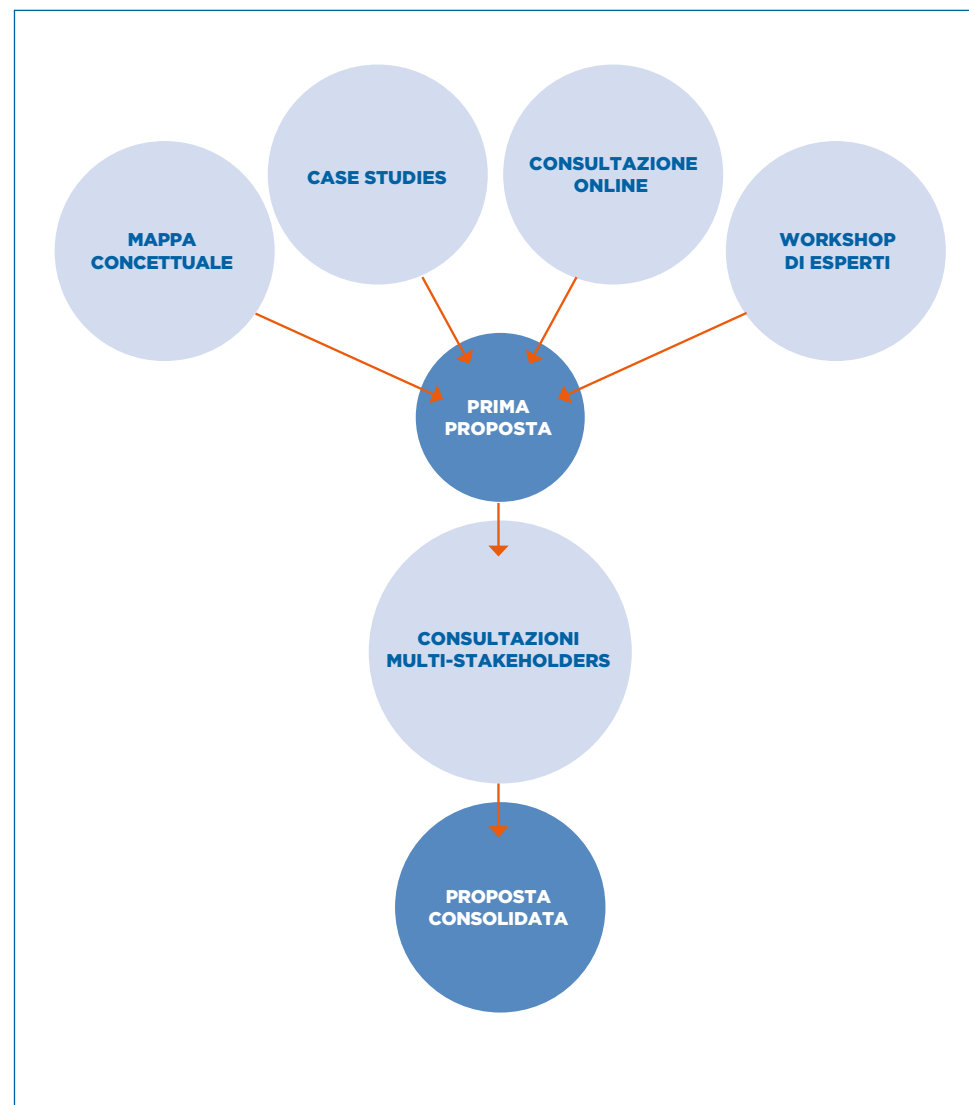 MAPPA
CONCETTUALE
CASE STUDIES
CONSULTAZIONE
ONLINE
WORKSHOP
DI ESPERTI
PRIMA
PROPOSTA
CONSULTAZIONI
MULTI-STAKEHOLDERS
PROPOSTA
CONSOLIDATA